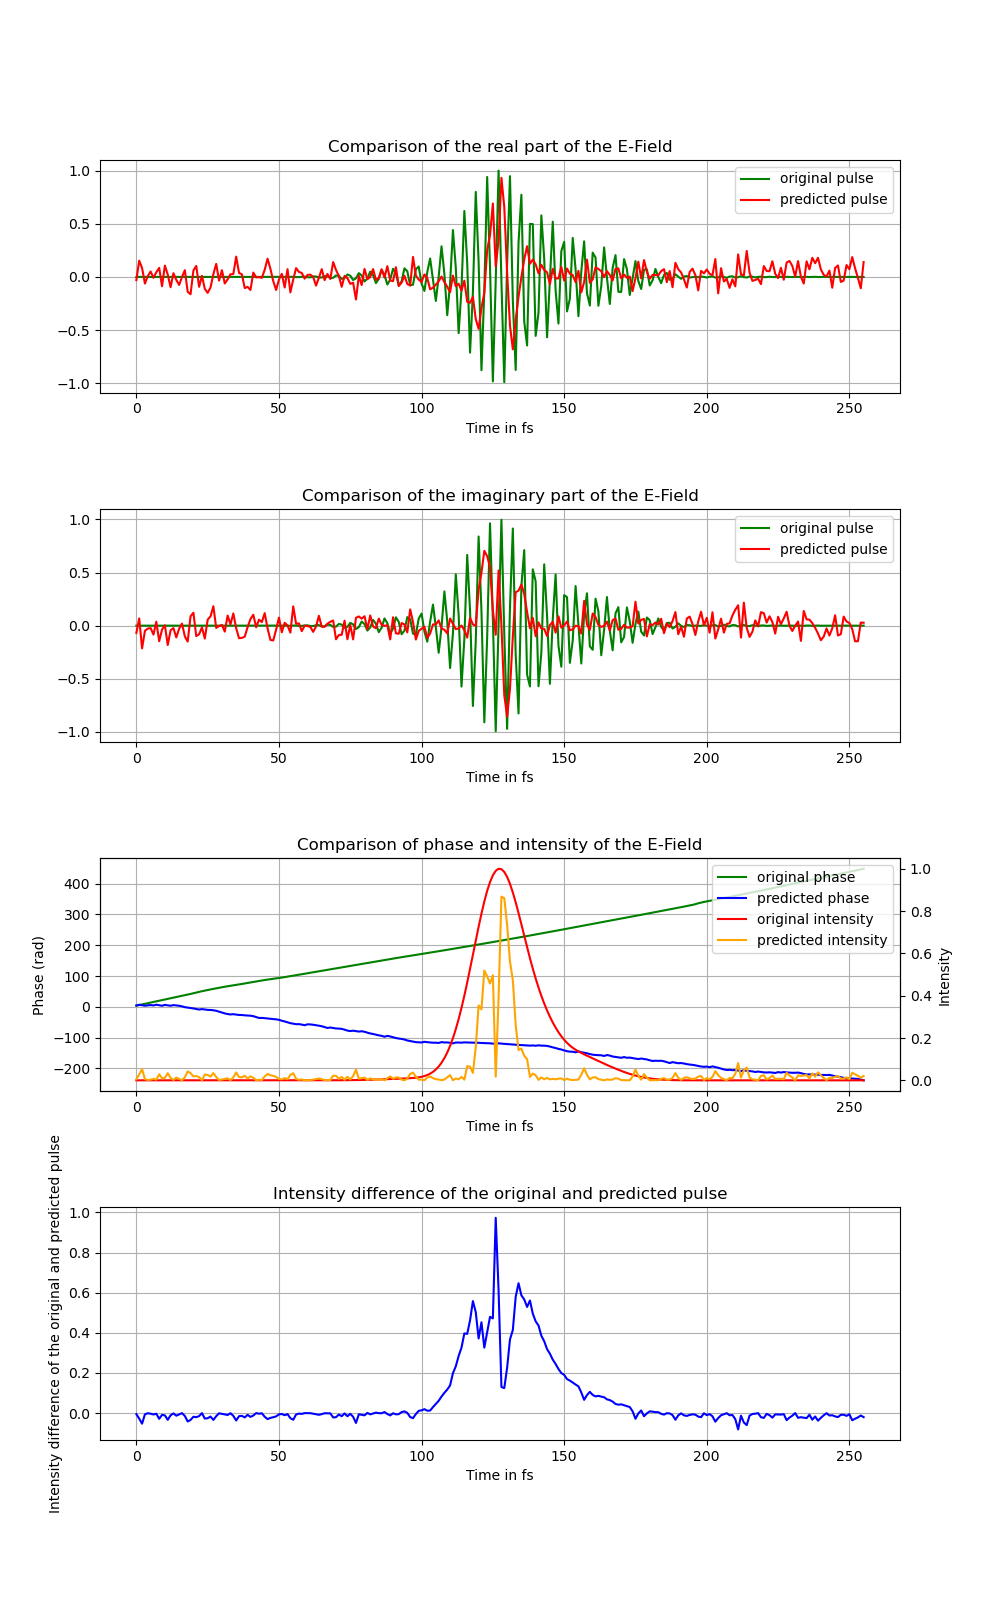 Comparison of the real part of the E-Field
1.0
0.5
0.0
−0.5
−1.0
original pulse
predicted pulse
0 50 100 150 200 250
Time in fs
Comparison of the imaginary part of the E-Field
1.0
0.5
0.0
−0.5
−1.0
original pulse
predicted pulse
0 50 100 150 200 250
Time in fs
Comparison of phase and intensity of the E-Field
Phase (rad)
400
300
200
100
0
−100
−200
original phase
predicted phase
original intensity
predicted intensity
1.0
0.8
0.6
0.4
0.2
0.0
Intensity
0 50 100 150 200 250
Time in fs
Intensity difference of the original and predicted pulse
Intensity difference of the original and predicted pulse
1.0
0.8
0.6
0.4
0.2
0.0
0 50 100 150 200 250
Time in fs